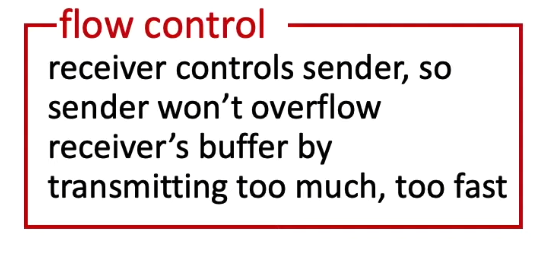 flow control
receiver controls sender, so
sender won’t overflow
receiver’s buffer by
transmitting too much, too fast